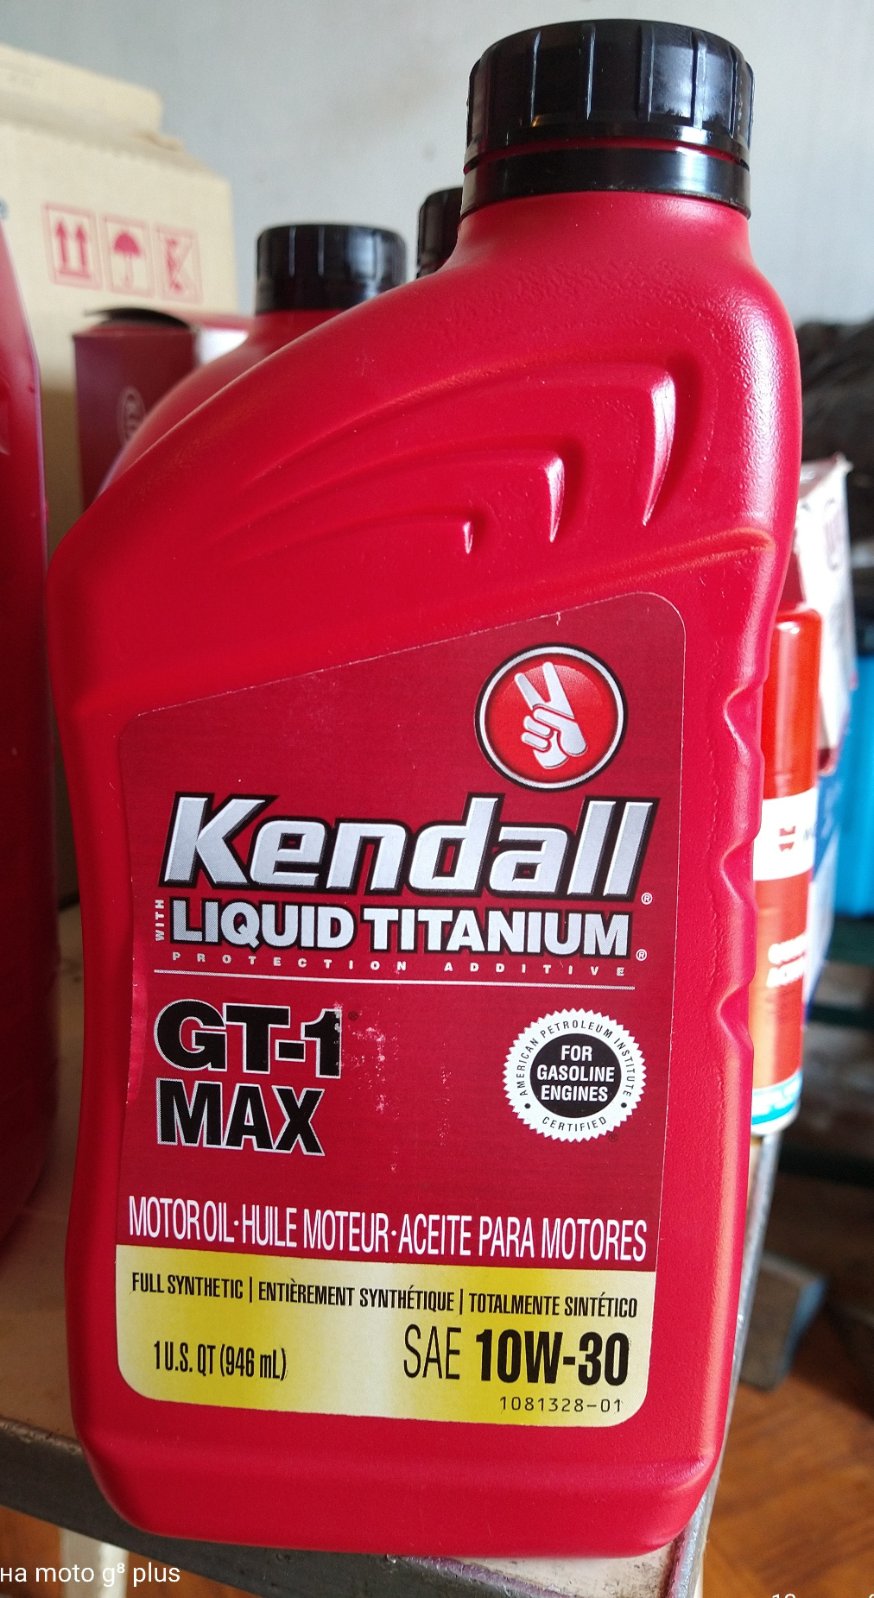 Kendall®
WITH
LIQUID TITANIUM®
PROTECTION ADDITIVE
GT-1®
MAX
AMERICAN PETROLEUM INSTITUTE
FOR
GASOLINE
ENGINES
CERTIFIED
MOTOR OIL·HUILE MOTEUR·ACEITE PARA MOTORES
FULL SYNTHETIC | ENTIÈREMENT SYNTHÉTIQUE | TOTALMENTE SINTÉTICO
1 U.S. QT (946 mL)
SAE 10W-30
1081328-01
на moto g⁸ plus